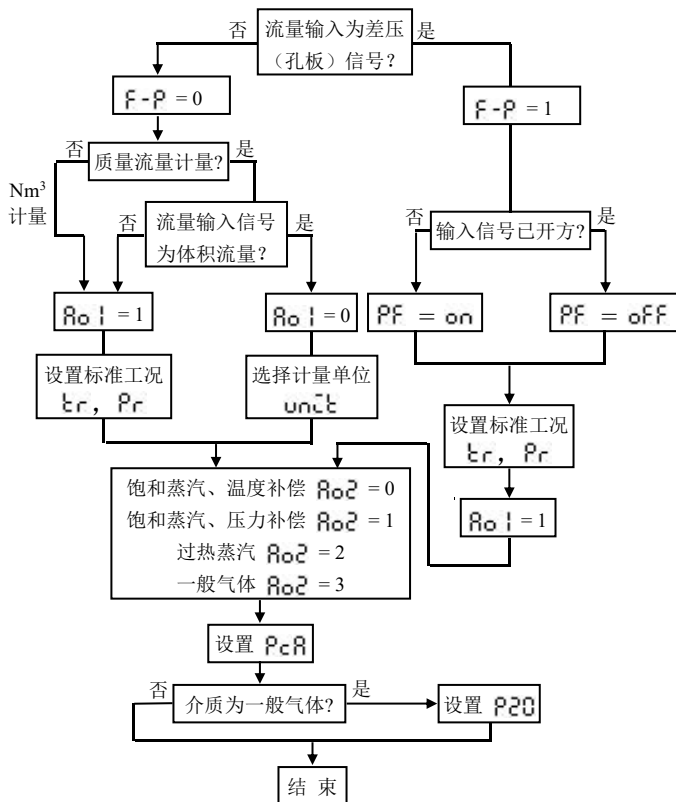 流量输入为差压
（孔板）信号？
否
是
F-P = 0
F-P = 1
否
质量流量计量?
是
Nm³
计量
否
流量输入信号
为体积流量？
是
否
输入信号已开方?
是
Ao1 = 1
Ao1 = 0
PF = on
PF = oFF
设置标准工况
tr， Pr
选择计量单位
unit
设置标准工况
tr， Pr
饱和蒸汽、温度补偿 Ao2 = 0
饱和蒸汽、压力补偿 Ao2 = 1
过热蒸汽 Ao2 = 2
一般气体 Ao2 = 3
Ao1 = 1
设置 PcA
否
介质为一般气体?
是
设置 P20
结 束